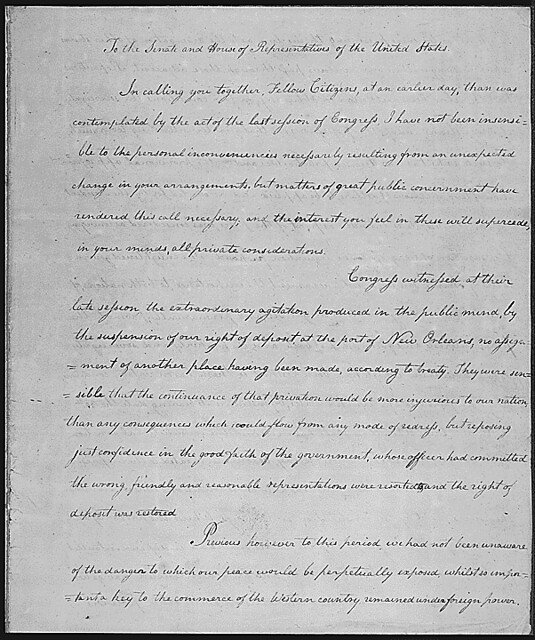 To the Senate and House of Representatives of the United States.
In calling you together, Fellow Citizens, at an earlier day, than was
contemplated by the act of the last session of Congress, I have not been insensi-
ble to the personal inconveniences necessarily resulting from an unexpected
change in your arrangements. but matters of great public concernment have
rendered this call necessary, and the interest you feel in these will supercede,
in your minds, all private considerations.
Congress witnessed, at their
late session the extraordinary agitation produced in the public mind, by
the suspension of our right of deposit at the port of New Orleans, no assign-
=ment of another place having been made, according to treaty. They were sen-
=sible that the continuance of that privation would be more injurious to our nation
than any consequences which could flow from any mode of redress, but reposing
just confidence in the good faith of the government, whose officer had committed
the wrong, friendly and reasonable representations were resorted to and the right of
deposit was restored
Previous however to this period we had not been unaware
of the danger to which our peace would be perpetually exposed, whilst so impor-
=tant a key to the commerce of the Western country remained under foreign power.